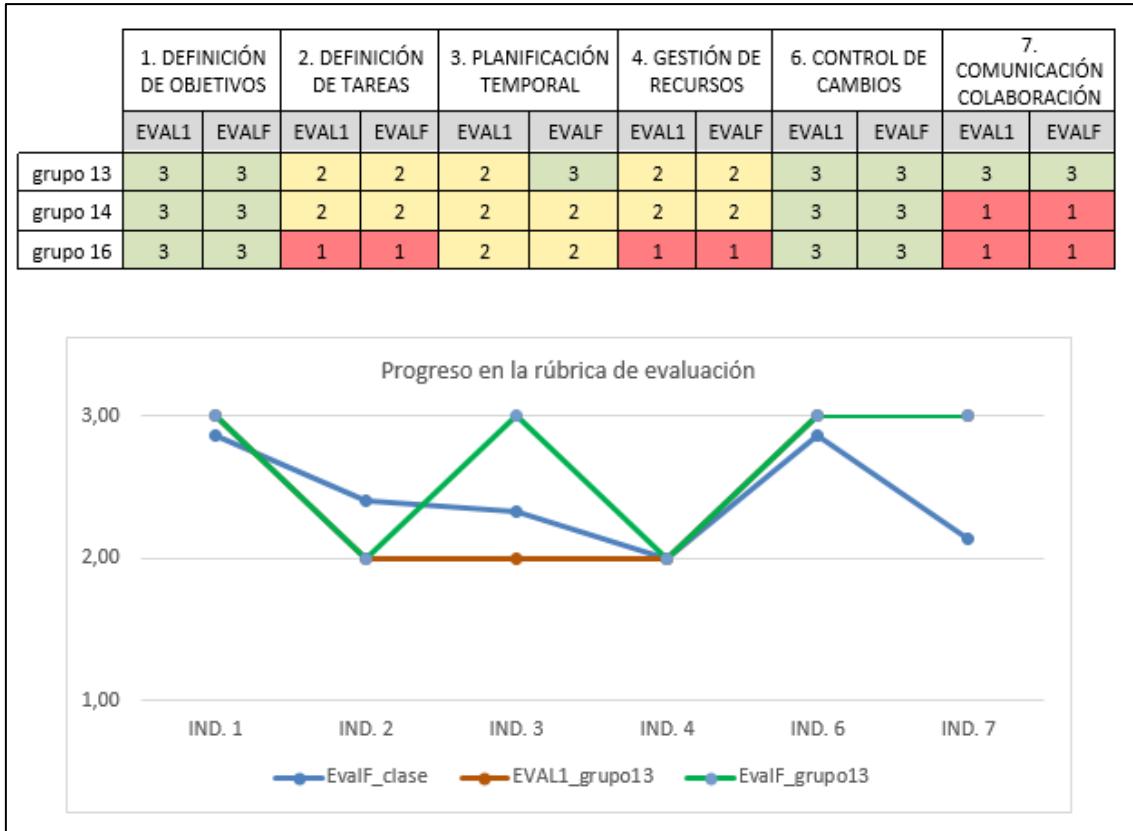 1. DEFINICIÓN DE OBJETIVOS 2. DEFINICIÓN DE TAREAS 3. PLANIFICACIÓN TEMPORAL 4. GESTIÓN DE RECURSOS 6. CONTROL DE CAMBIOS 7. COMUNICACIÓN COLABORACIÓN
EVAL1 EVALF EVAL1 EVALF EVAL1 EVALF EVAL1 EVALF EVAL1 EVALF EVAL1 EVALF
grupo 13 3 3 2 2 2 3 2 2 3 3 3 3
grupo 14 3 3 2 2 2 2 2 2 3 3 1 1
grupo 16 3 3 1 1 2 2 1 1 3 3 1 1
Progreso en la rúbrica de evaluación
3,00
2,00
1,00
IND. 1 IND. 2 IND. 3 IND. 4 IND. 6 IND. 7
EvalF_clase EVAL1_grupo13 EvalF_grupo13